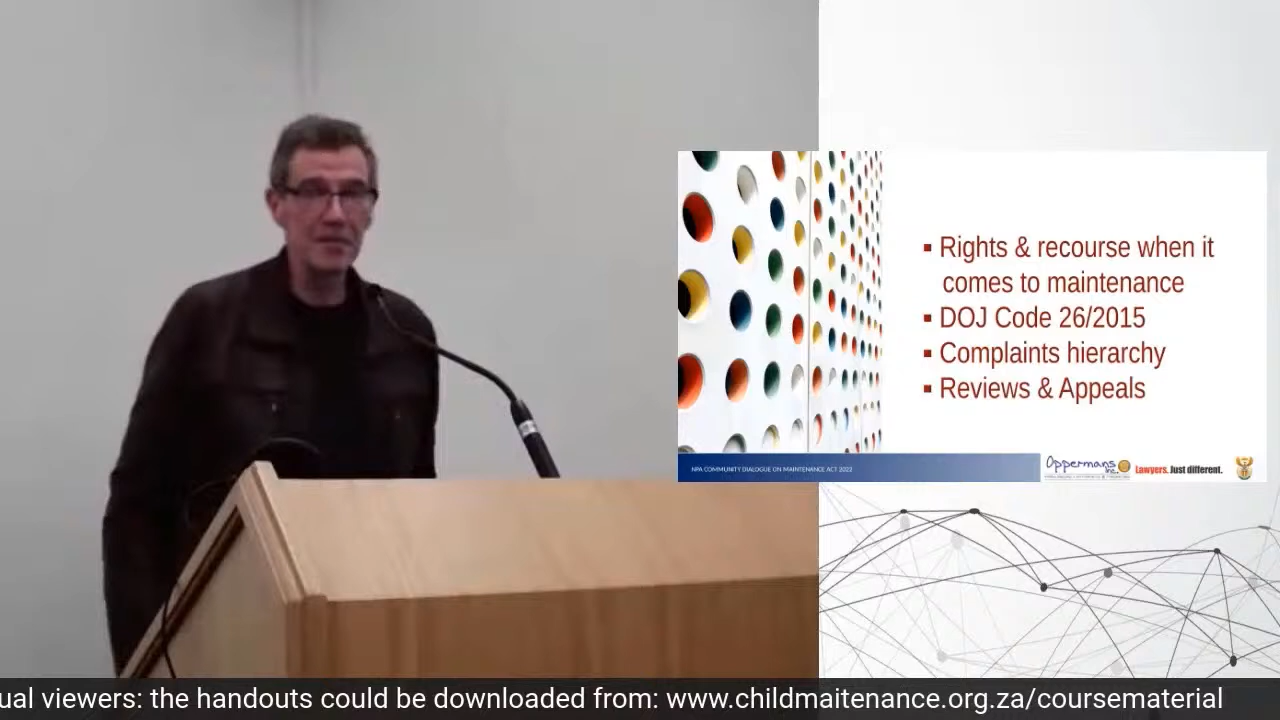 ▪ Rights & recourse when it
comes to maintenance
▪ DOJ Code 26/2015
▪ Complaints hierarchy
▪ Reviews & Appeals
NPA COMMUNITY DIALOGUE ON MAINTENANCE ACT 2022
Oppermans Inc.
Lawyers. Just different.
ual viewers: the handouts could be downloaded from: www.childmaitenance.org.za/coursematerial